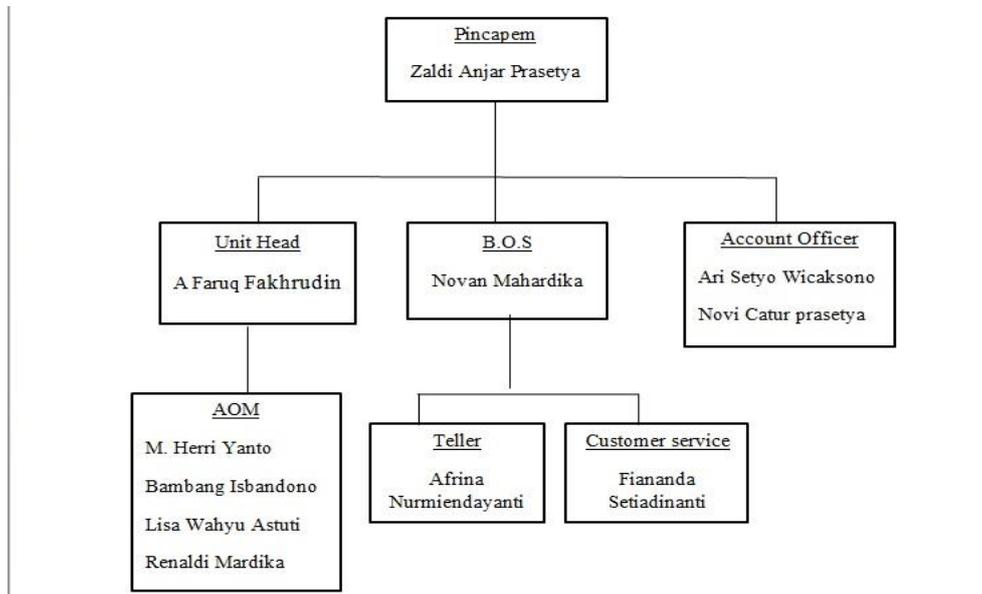 Pincapem
Zaldi Anjar Prasetya
Unit Head
A Faruq Fakhrudin
B.O.S
Novan Mahardika
Account Officer
Ari Setyo Wicaksono
Novi Catur prasetya
AOM
M. Herri Yanto
Bambang Isbandono
Lisa Wahyu Astuti
Renaldi Mardika
Teller
Afrina
Nurmiendayanti
Customer service
Fiananda
Setiadinanti